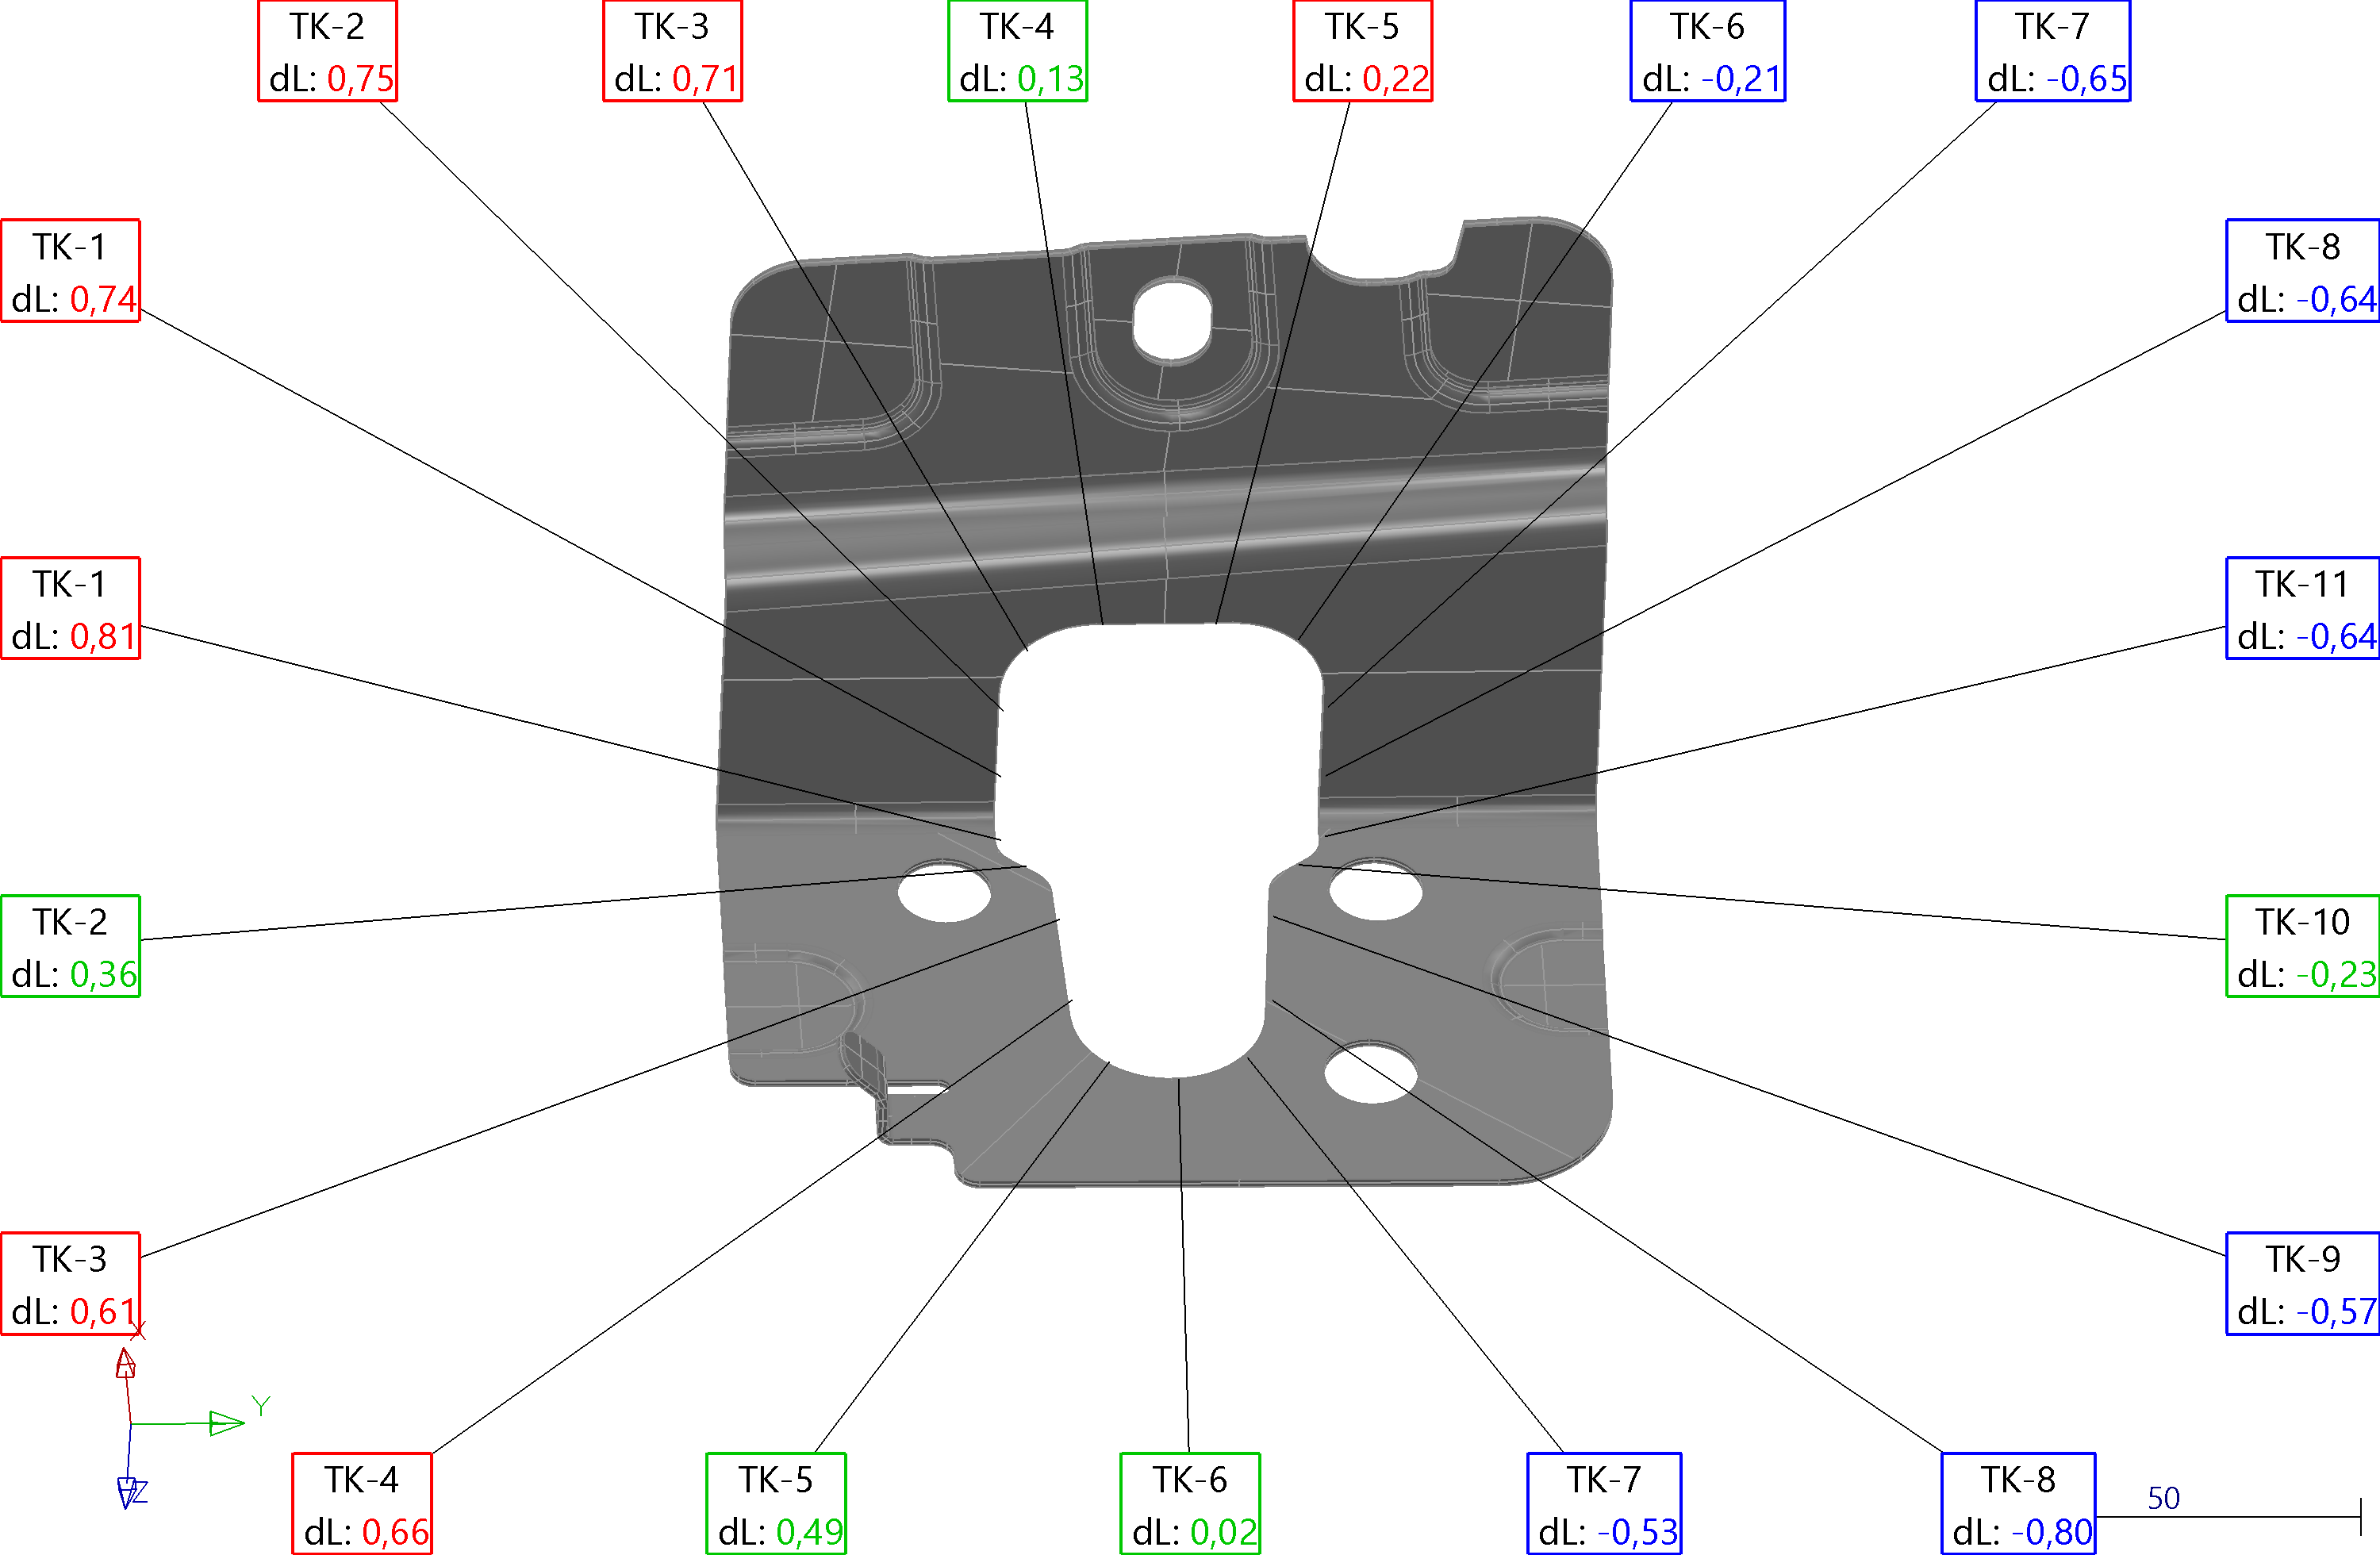 TK-2
dL: 0,75
TK-3
dL: 0,71
TK-4
dL: 0,13
TK-5
dL: 0,22
TK-6
dL: -0,21
TK-7
dL: -0,65
TK-1
dL: 0,74
TK-8
dL: -0,64
TK-1
dL: 0,81
TK-11
dL: -0,64
TK-2
dL: 0,36
TK-10
dL: -0,23
TK-3
dL: 0,61
TK-9
dL: -0,57
X
Y
Z
TK-4
dL: 0,66
TK-5
dL: 0,49
TK-6
dL: 0,02
TK-7
dL: -0,53
TK-8
dL: -0,80
50